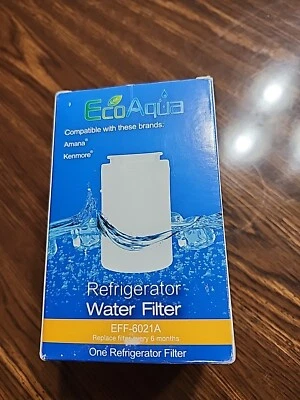 EcoAqua
Compatible with these brands:
Amana®
Kenmore®
Refrigerator
Water Filter
EFF-6021A
Replace filter every 6 months
One Refrigerator Filter